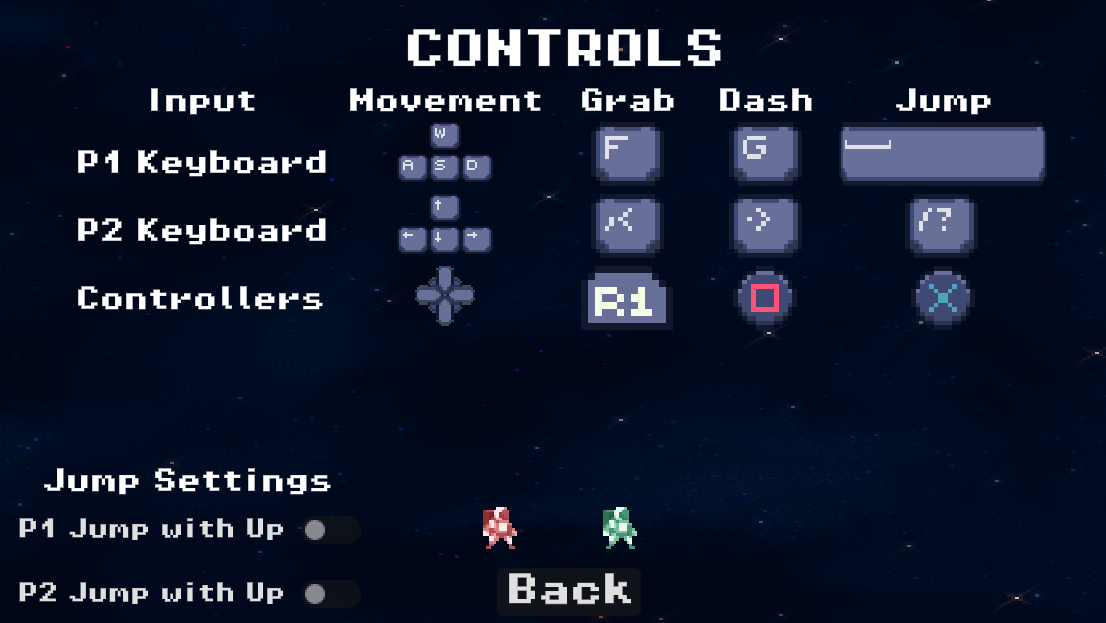 CONTROLS
Input Movement Grab Dash Jump
P1 Keyboard W A S D F G
P2 Keyboard ↑ ← ↓ → ,< .> /?
Controllers R1
Jump Settings
P1 Jump with Up
P2 Jump with Up
Back